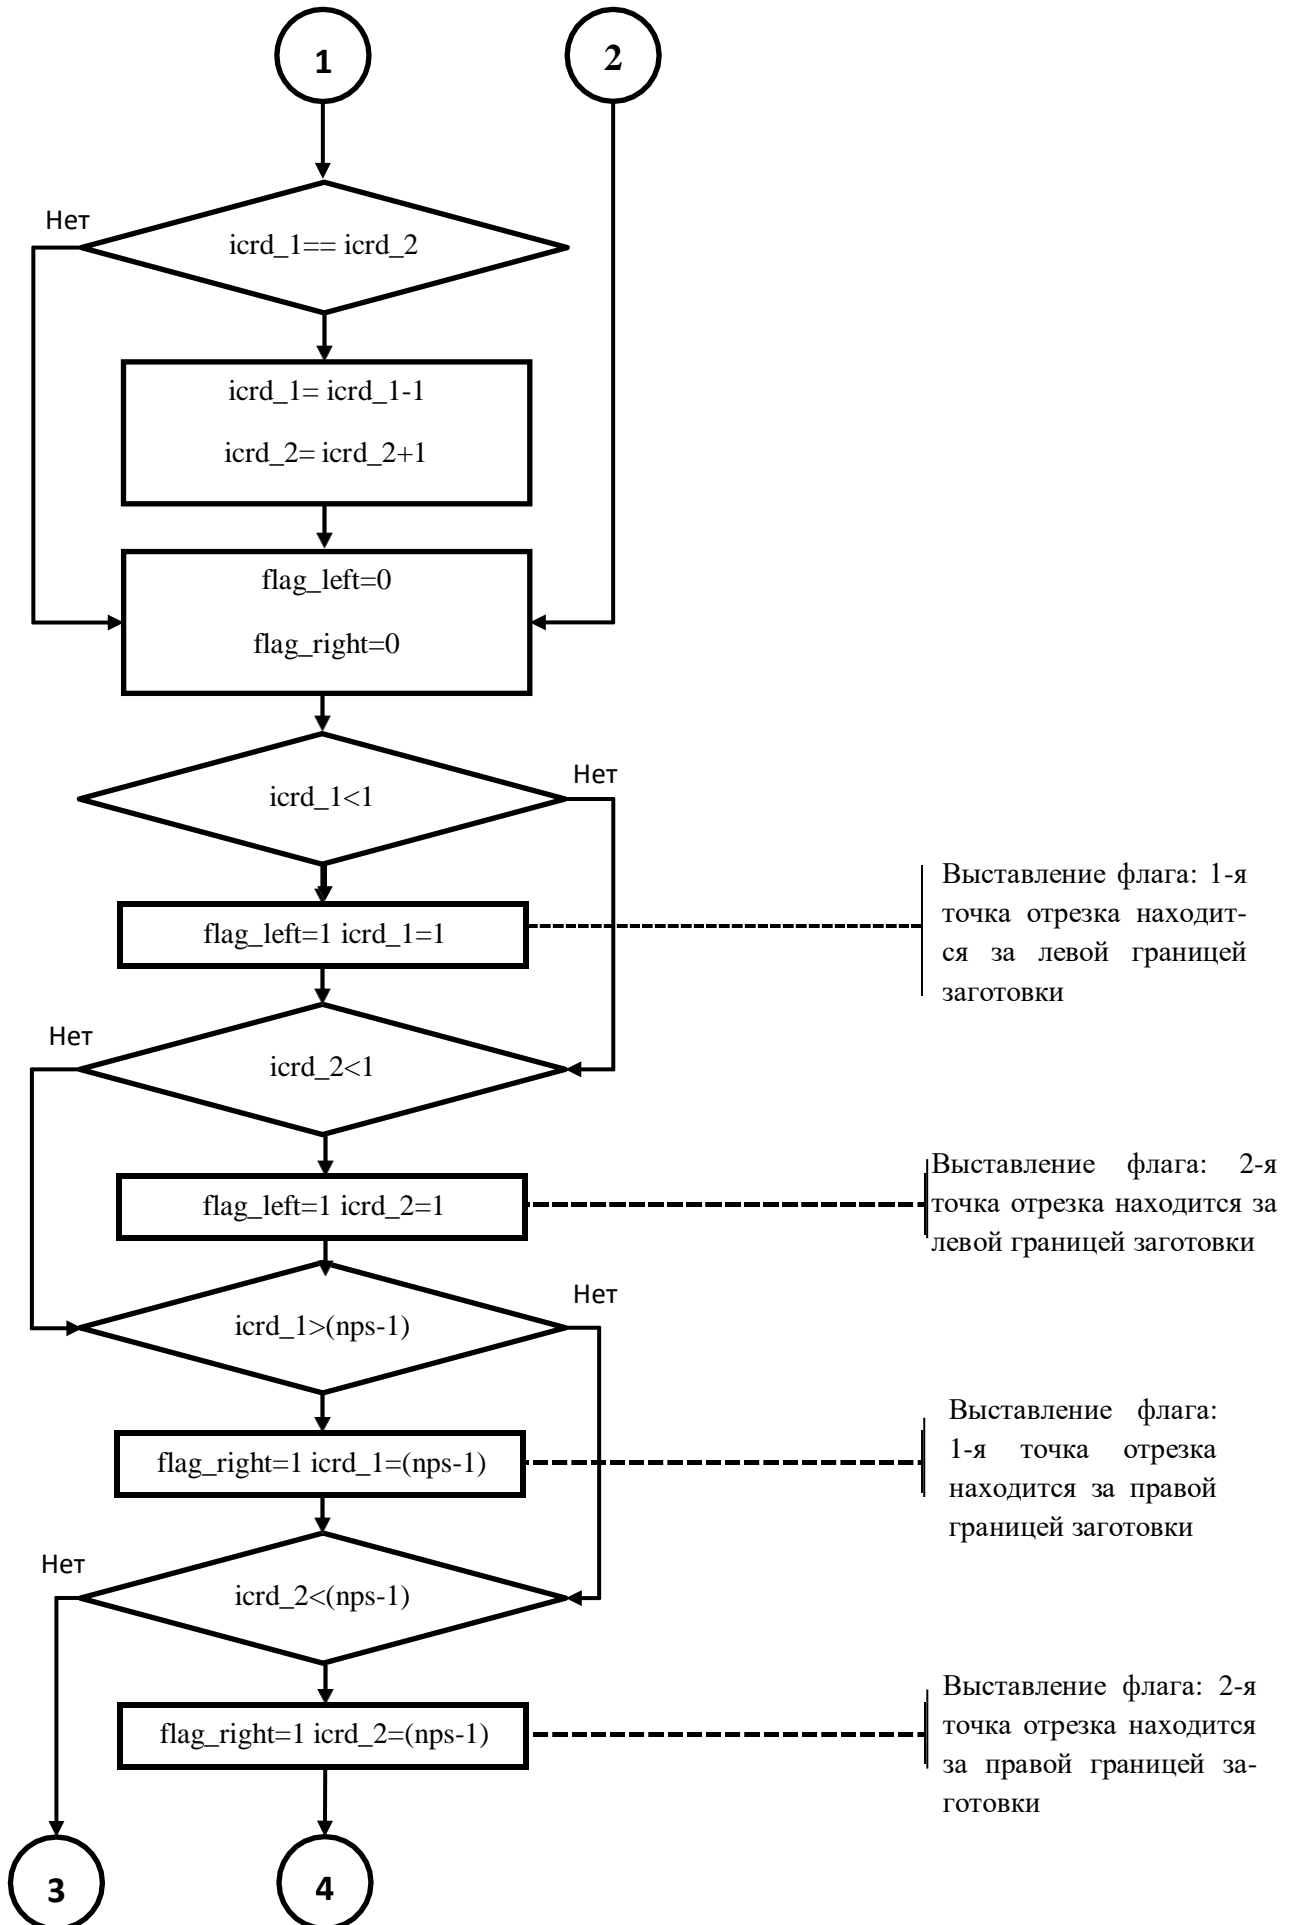 1
2
Нет
icrd_1== icrd_2
icrd_1= icrd_1-1
icrd_2= icrd_2+1
flag_left=0
flag_right=0
Нет
icrd_1<1
Выставление флага: 1-я
точка отрезка находит-
ся за левой границей
заготовки
flag_left=1 icrd_1=1
Нет
icrd_2<1
Выставление флага: 2-я
точка отрезка находится за
левой границей заготовки
flag_left=1 icrd_2=1
Нет
icrd_1>(nps-1)
Выставление флага:
1-я точка отрезка
находится за правой
границей заготовки
flag_right=1 icrd_1=(nps-1)
Нет
icrd_2<(nps-1)
Выставление флага: 2-я
точка отрезка находится
за правой границей за-
готовки
flag_right=1 icrd_2=(nps-1)
3
4